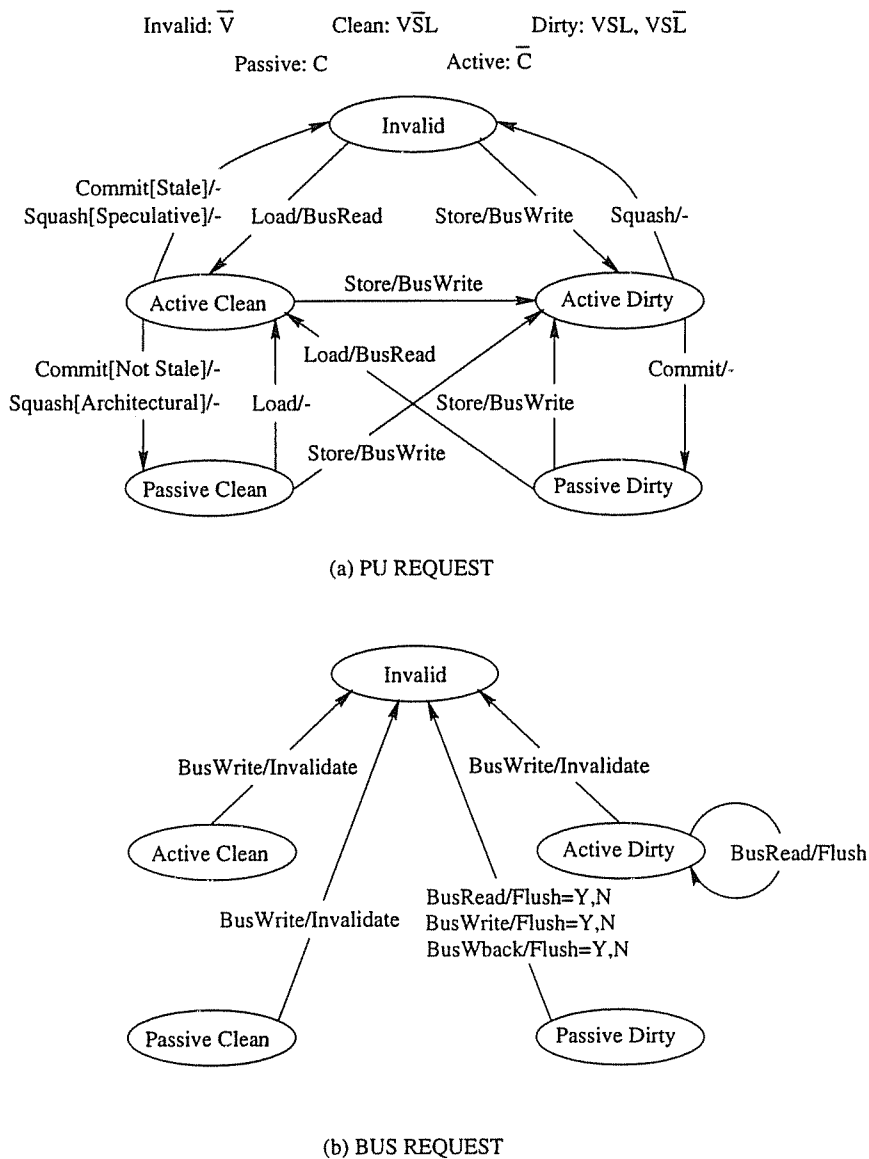 Invalid: V̅ Clean: VS̅L Dirty: VSL, VSL̅
Passive: C Active: C̅
Invalid
Commit[Stale]/-
Squash[Speculative]/-
Load/BusRead
Store/BusWrite
Squash/-
Active Clean
Store/BusWrite
Active Dirty
Commit[Not Stale]/-
Squash[Architectural]/-
Load/-
Load/BusRead
Store/BusWrite
Store/BusWrite
Commit/-
Passive Clean
Passive Dirty
(a) PU REQUEST
Invalid
BusWrite/Invalidate
BusWrite/Invalidate
Active Clean
Active Dirty
BusRead/Flush
BusWrite/Invalidate
BusRead/Flush=Y,N
BusWrite/Flush=Y,N
BusWback/Flush=Y,N
Passive Clean
Passive Dirty
(b) BUS REQUEST